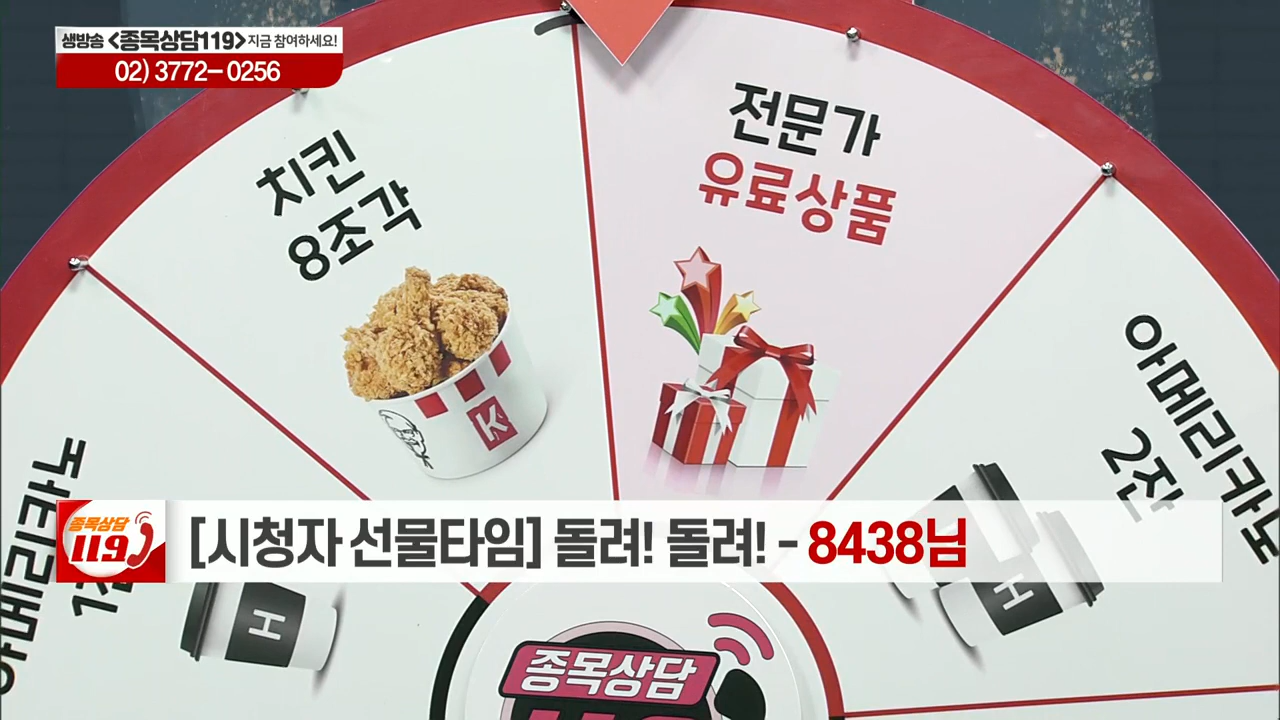 생방송 <종목상담119> 지금 참여하세요!
02) 3772-0256
치킨
8조각
전문가
유료상품
아메리카노
2잔
아메리카노
1잔
K
H
H
종목상담
119
[시청자 선물타임] 돌려! 돌려! - 8438님
종목상담